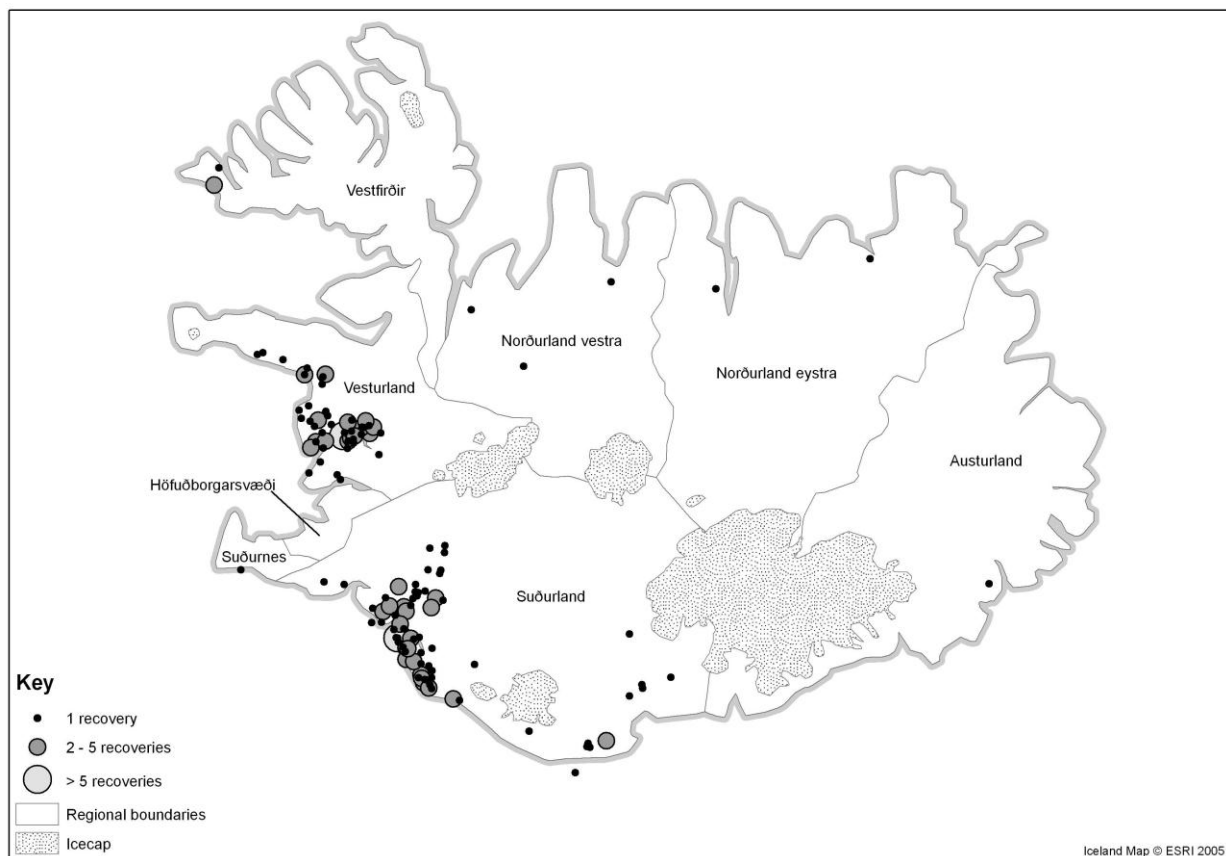 Vestfirðir
Norðurland vestra
Norðurland eystra
Vesturland
Austurland
Höfuðborgarsvæði
Suðurnes
Suðurland
Key
1 recovery
2 - 5 recoveries
> 5 recoveries
Regional boundaries
Icecap
Iceland Map © ESRI 2005